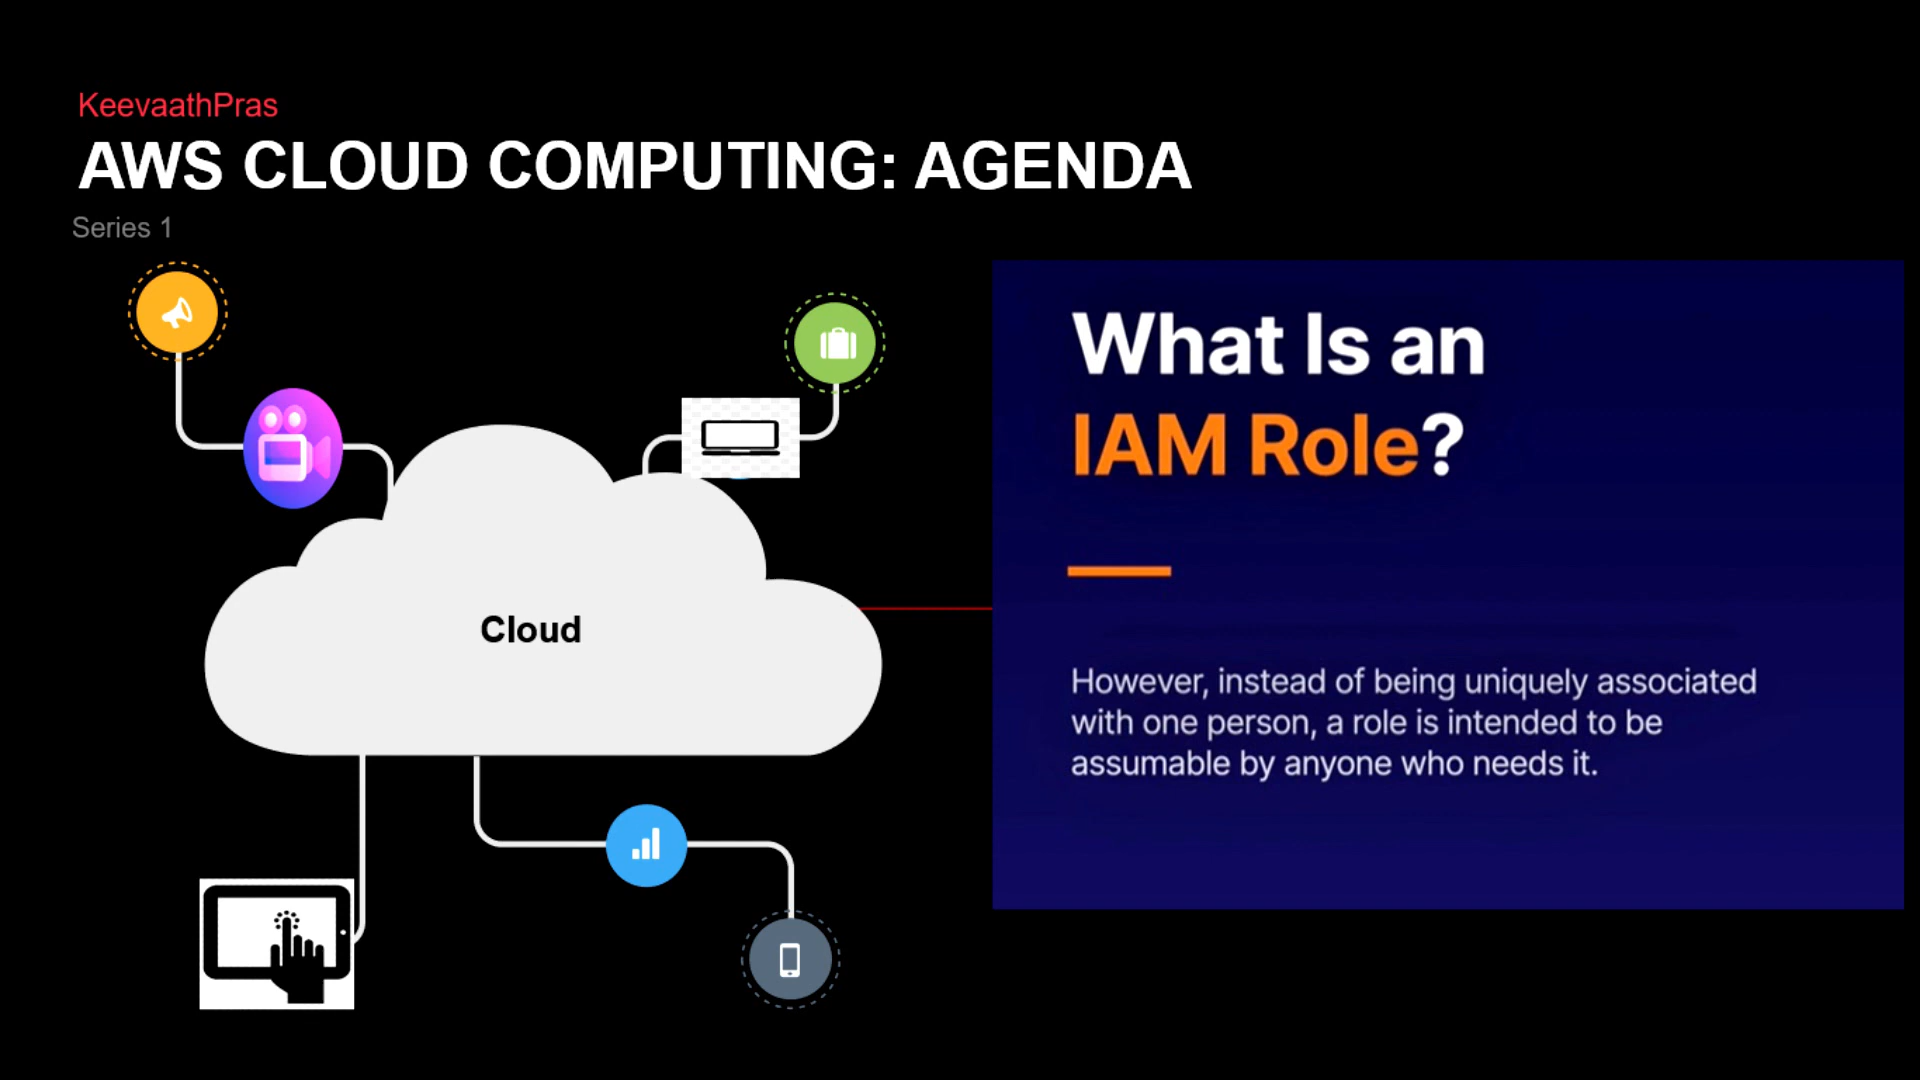 KeevaathPras
AWS CLOUD COMPUTING: AGENDA
Series 1
Cloud
What Is an
IAM Role?
However, instead of being uniquely associated
with one person, a role is intended to be
assumable by anyone who needs it.